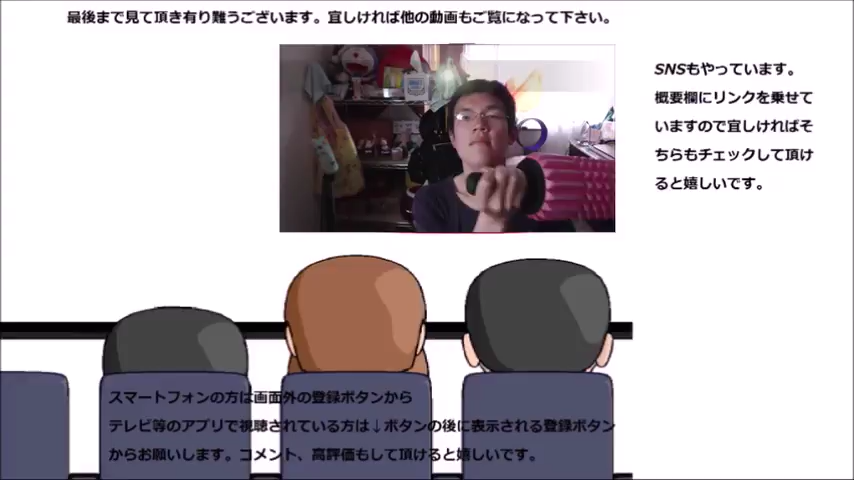 最後まで見て頂き有り難うございます。宜しければ他の動画もご覧になって下さい。
SNSもやっています。
概要欄にリンクを乗せて
いますので宜しければそ
ちらもチェックして頂け
ると嬉しいです。
スマートフォンの方は画面外の登録ボタンから
テレビ等のアプリで視聴されている方は↓ボタンの後に表示される登録ボタン
からお願いします。コメント、高評価もして頂けると嬉しいです。